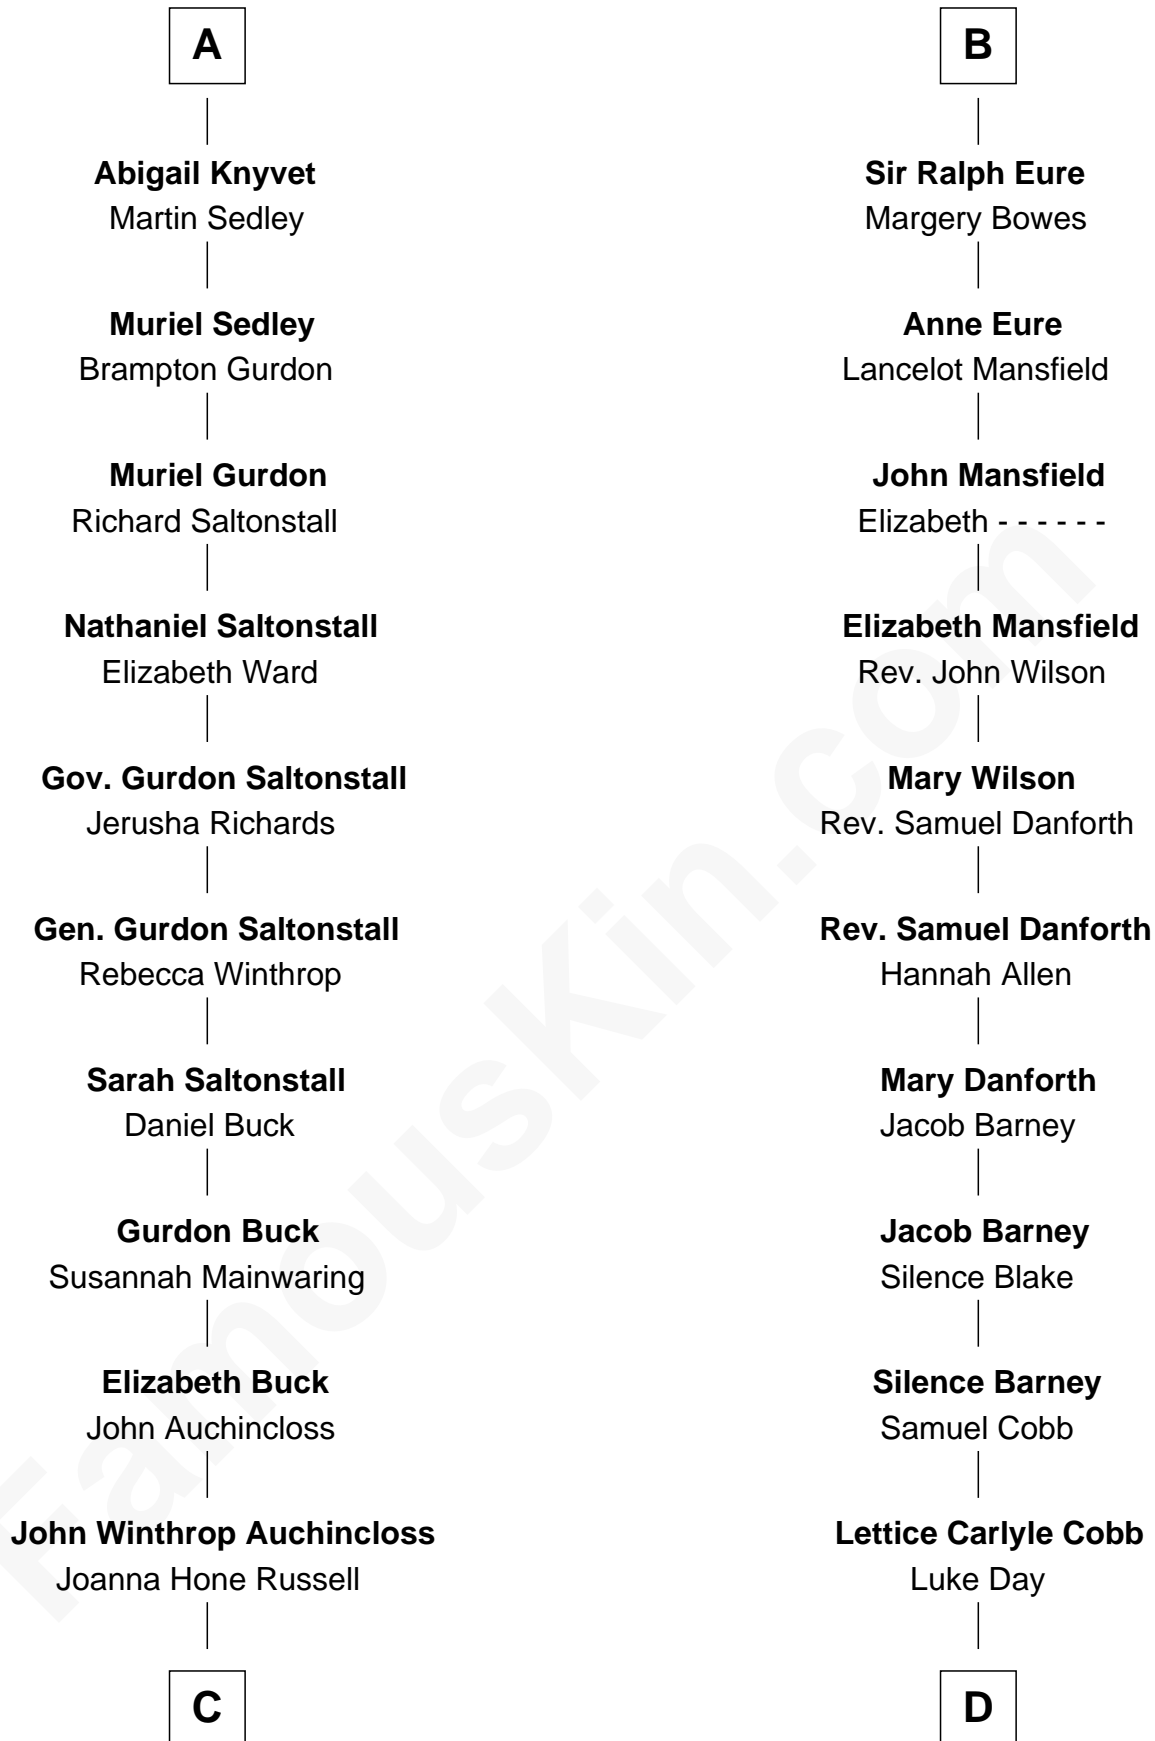 A
Abigail Knyvet
Martin Sedley
Muriel Sedley
Brampton Gurdon
Muriel Gurdon
Richard Saltonstall
Nathaniel Saltonstall
Elizabeth Ward
Gov. Gurdon Saltonstall
Jerusha Richards
Gen. Gurdon Saltonstall
Rebecca Winthrop
Sarah Saltonstall
Daniel Buck
Gurdon Buck
Susannah Mainwaring
Elizabeth Buck
John Auchincloss
John Winthrop Auchincloss
Joanna Hone Russell
C
B
Sir Ralph Eure
Margery Bowes
Anne Eure
Lancelot Mansfield
John Mansfield
Elizabeth - - - - - -
Elizabeth Mansfield
Rev. John Wilson
Mary Wilson
Rev. Samuel Danforth
Rev. Samuel Danforth
Hannah Allen
Mary Danforth
Jacob Barney
Jacob Barney
Silence Blake
Silence Barney
Samuel Cobb
Lettice Carlyle Cobb
Luke Day
D
FamousKin.com